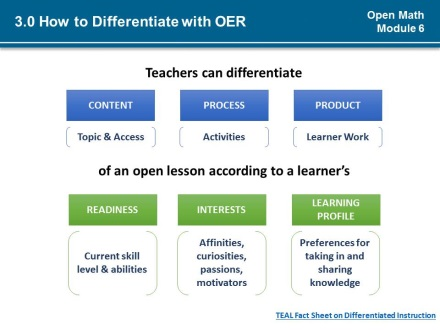 3.0 How to Differentiate with OER
Open Math
Module 6
Teachers can differentiate
CONTENT
PROCESS
PRODUCT
Topic & Access
Activities
Learner Work
of an open lesson according to a learner's
READINESS
INTERESTS
LEARNING
PROFILE
Current skill
level & abilities
Affinities,
curiosities,
passions,
motivators
Preferences for
taking in and
sharing
knowledge
TEAL Fact Sheet on Differentiated Instruction